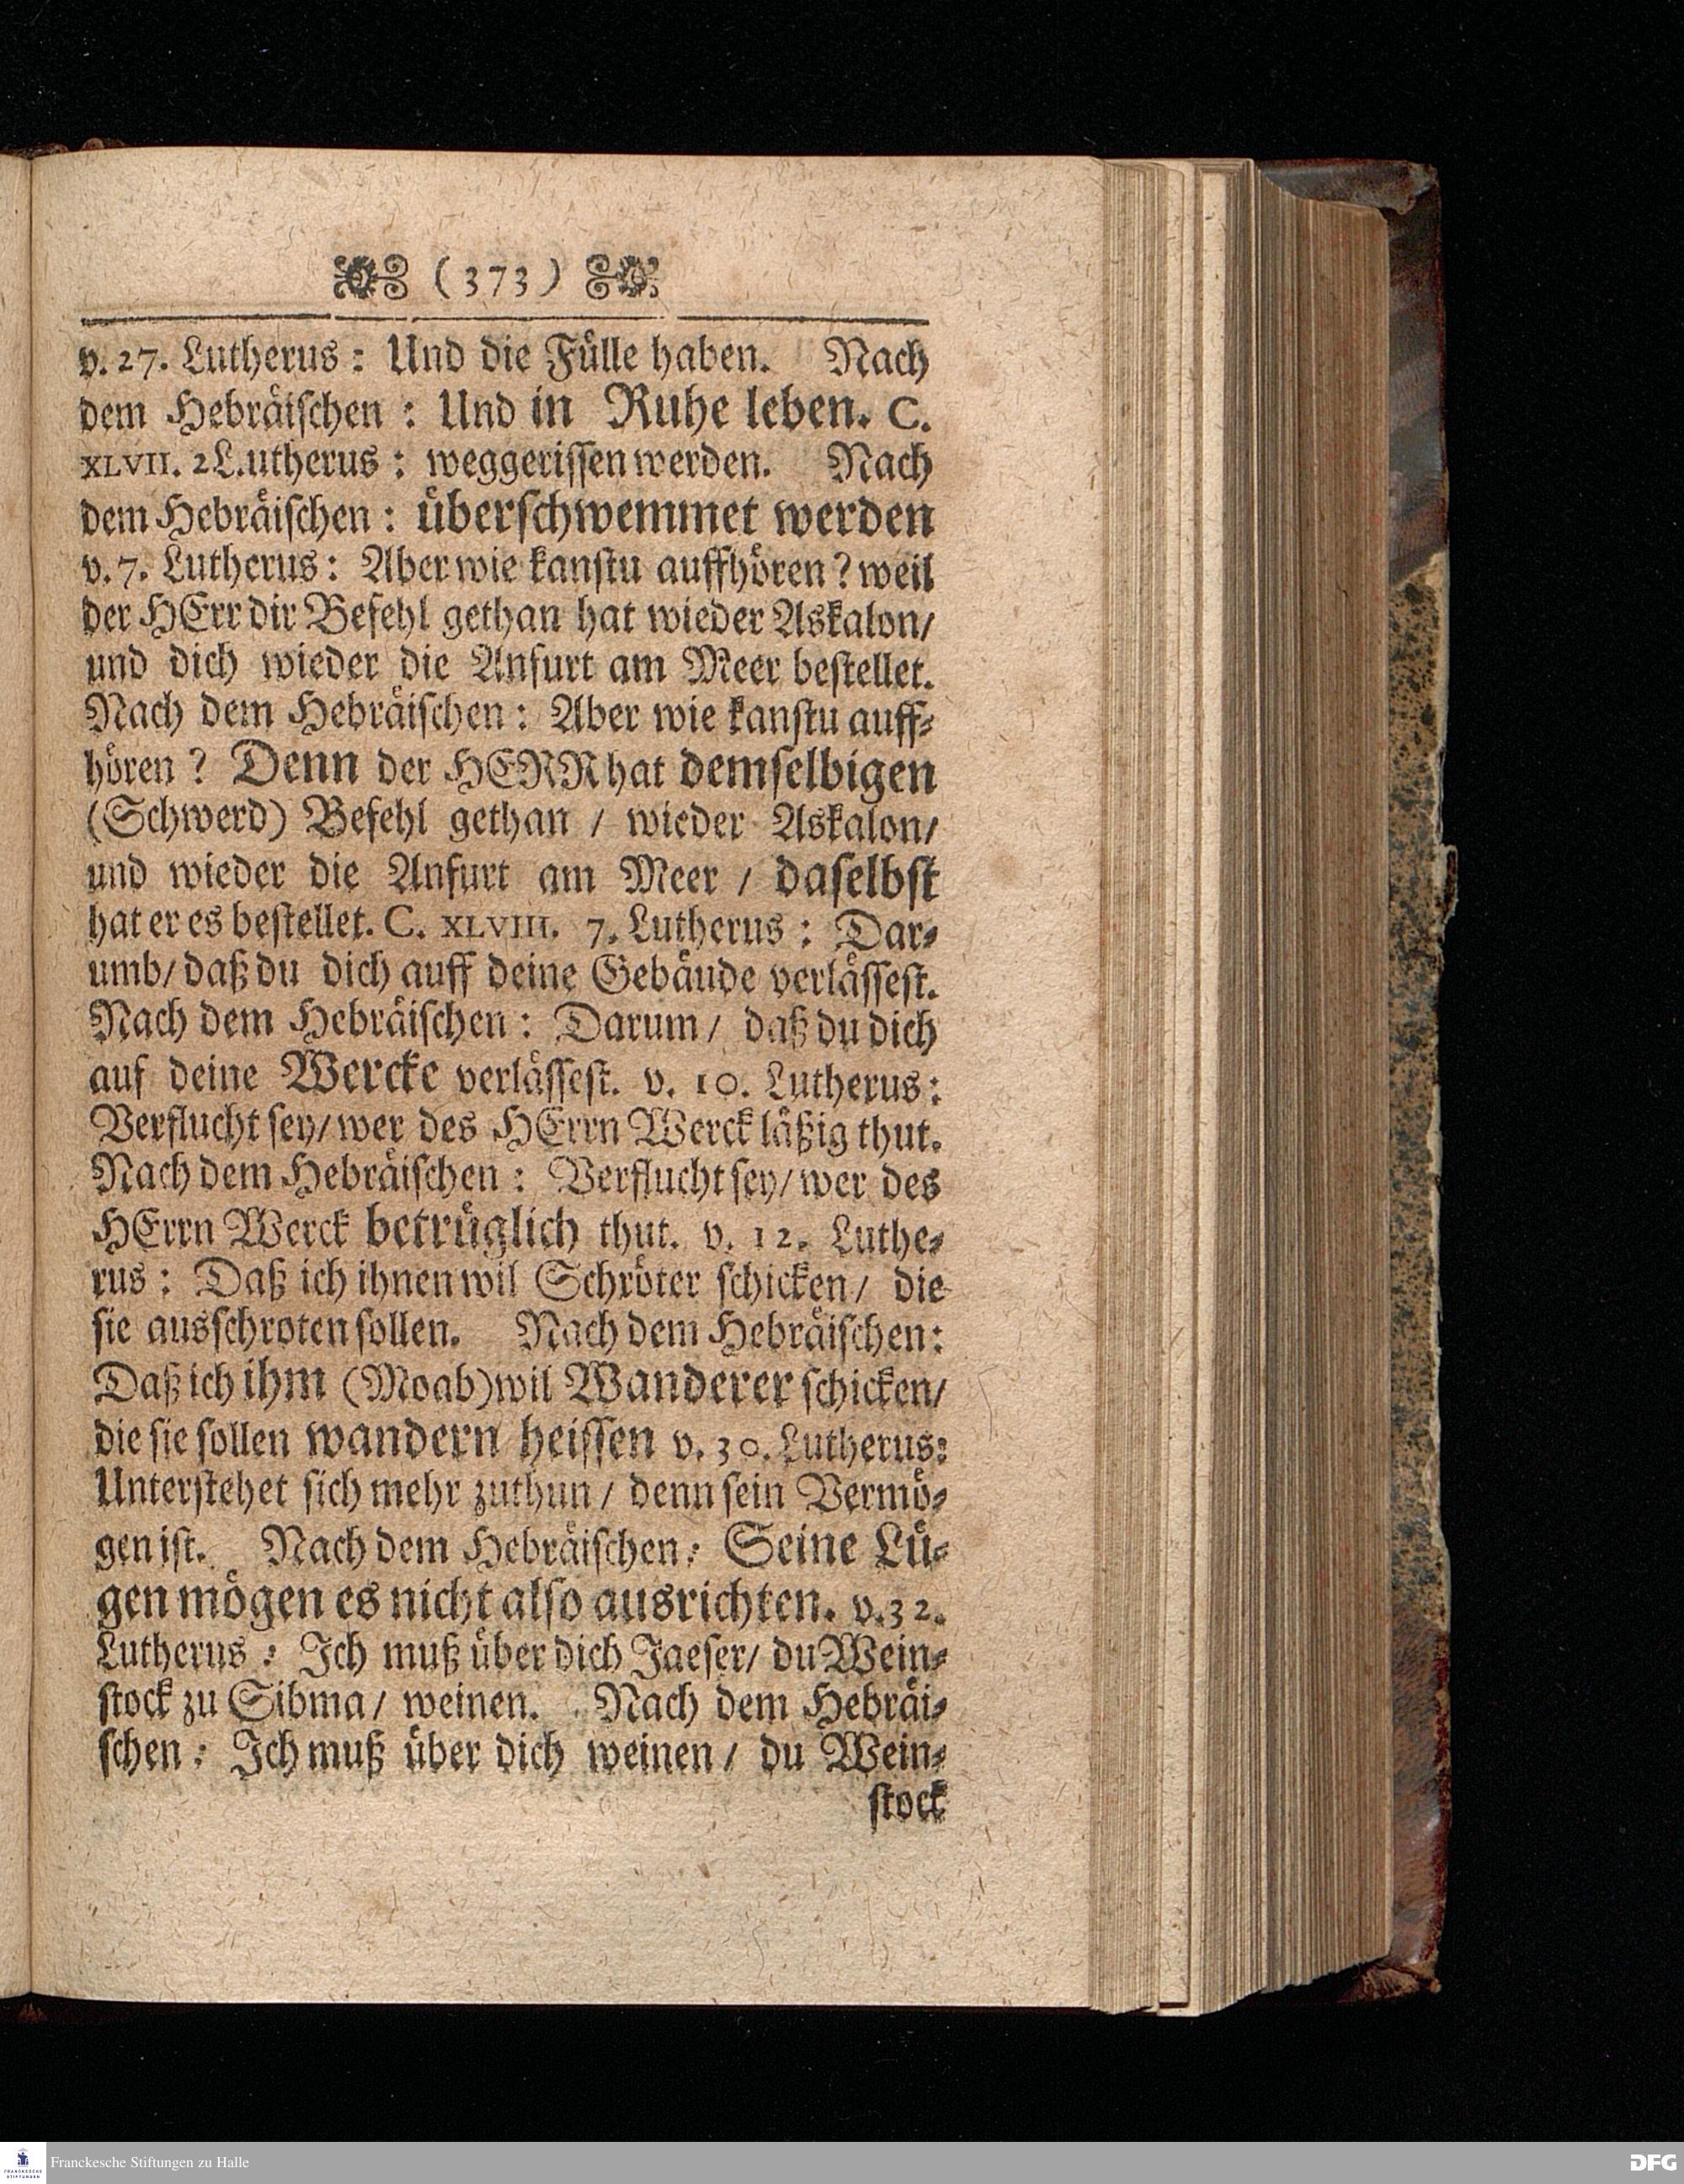 (373)
v. 27. Lutherus: Und die Fülle haben. Nach
dem Hebräischen: Und in Ruhe leben. C.
XLVII. 2L.utherus: weggerissen werden. Nach
dem Hebräischen: überschwemmet werden
v. 7. Lutherus: Aber wie kanstu auffhören? weil
der HErr dir Befehl gethan hat wieder Askalon/
und dich wieder die Anfurt am Meer bestellet.
Nach dem Hebräischen: Aber wie kanstu auff-
hören? Denn der HERR hat demselbigen
(Schwerd) Befehl gethan / wieder Askalon/
und wieder die Anfurt am Meer / daselbst
hat er es bestellet. C. XLVIII. 7. Lutherus: Dar-
umb/ daß du dich auff deine Gebäude verlässest.
Nach dem Hebräischen: Darum/ daß du dich
auf deine Wercke verlässest. v. 10. Lutherus:
Verflucht sey/ wer des HErrn Werck läßig thut.
Nach dem Hebräischen: Verflucht sey/ wer des
HErrn Werck betrüglich thut. v. 12. Luthe-
rus: Daß ich ihnen wil Schröter schicken/ die
sie ausschroten sollen. Nach dem Hebräischen:
Daß ich ihm (Moab) wil Wanderer schicken/
die sie sollen wandern heissen v. 30. Lutherus:
Unterstehet sich mehr zuthun / denn sein Vermö-
gen ist. Nach dem Hebräischen: Seine Lü-
gen mögen es nicht also ausrichten. v. 32.
Lutherus: Ich muß über dich Jaeser/ du Wein-
stock zu Sibma/ weinen. Nach dem Hebräi-
schen: Ich muß über dich weinen / du Wein-
stock
FRANCKESCHE
STIFTUNGEN
Franckesche Stiftungen zu Halle
DFG